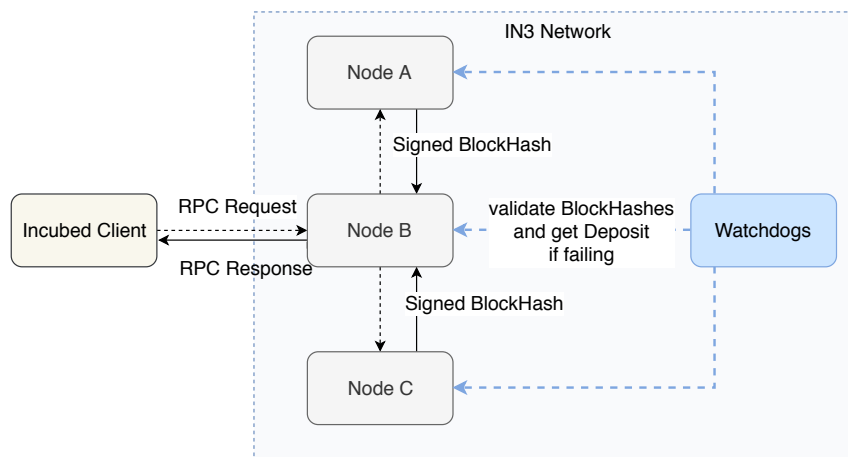 IN3 Network
Node A
Signed BlockHash
RPC Request
Incubed Client
Node B
validate BlockHashes
and get Deposit
if failing
Watchdogs
RPC Response
Signed BlockHash
Node C